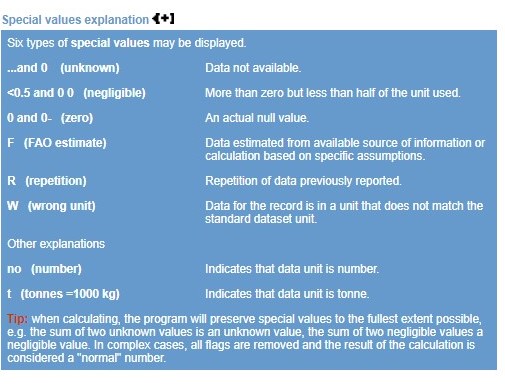 Special values explanation [+]
Six types of special values may be displayed.
...and 0 (unknown) Data not available.
<0.5 and 0 0 (negligible) More than zero but less than half of the unit used.
0 and 0- (zero) An actual null value.
F (FAO estimate) Data estimated from available source of information or
calculation based on specific assumptions.
R (repetition) Repetition of data previously reported.
W (wrong unit) Data for the record is in a unit that does not match the
standard dataset unit.
Other explanations
no (number) Indicates that data unit is number.
t (tonnes =1000 kg) Indicates that data unit is tonne.
Tip: when calculating, the program will preserve special values to the fullest extent possible,
e.g. the sum of two unknown values is an unknown value, the sum of two negligible values a
negligible value. In complex cases, all flags are removed and the result of the calculation is
considered a "normal" number.